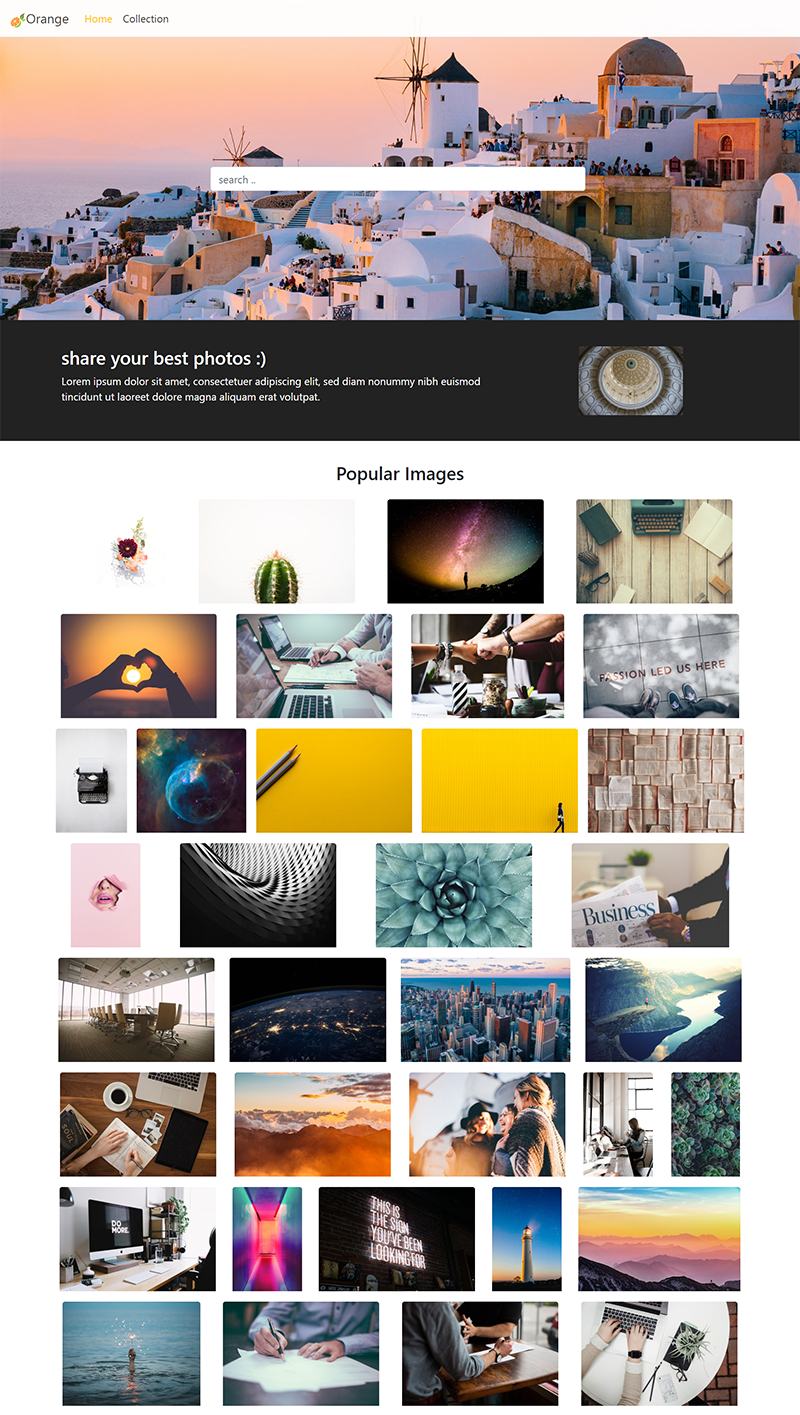 Orange Home Collection
search ..
share your best photos :)
Lorem ipsum dolor sit amet, consectetuer adipiscing elit, sed diam nonummy nibh euismod
tincidunt ut laoreet dolore magna aliquam erat volutpat.
Popular Images
PASSION LED US HERE
Business
SOUL
DO
MORE.
THIS IS
THE SIGN
YOU'VE BEEN
LOOKING FOR